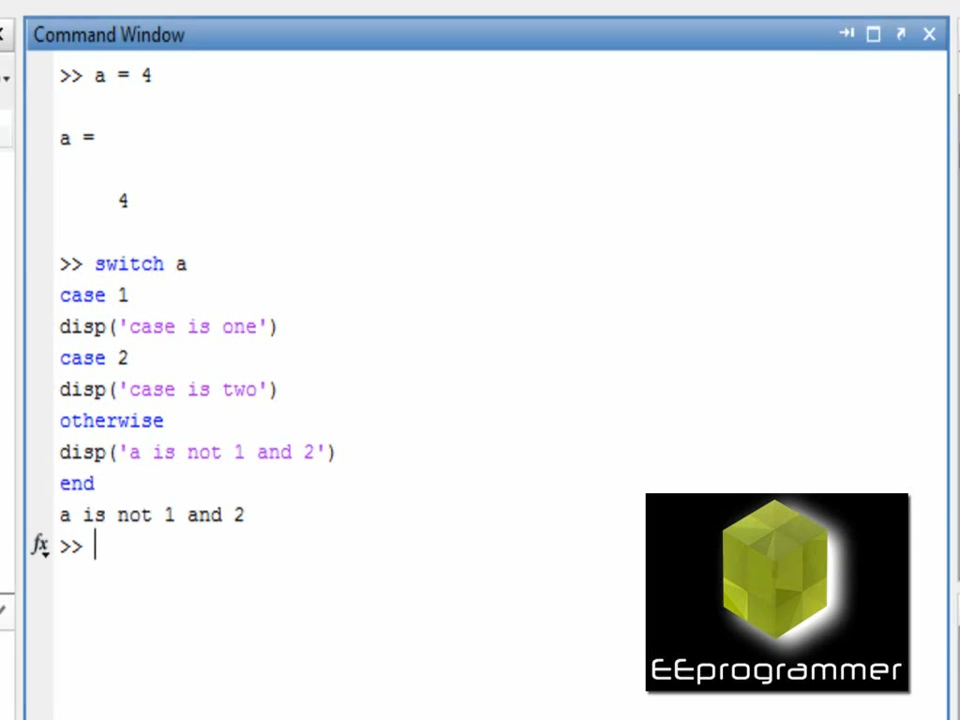 Command Window
>> a = 4
a =
4
>> switch a
case 1
disp('case is one')
case 2
disp('case is two')
otherwise
disp('a is not 1 and 2')
end
a is not 1 and 2
fx >>
EEprogrammer